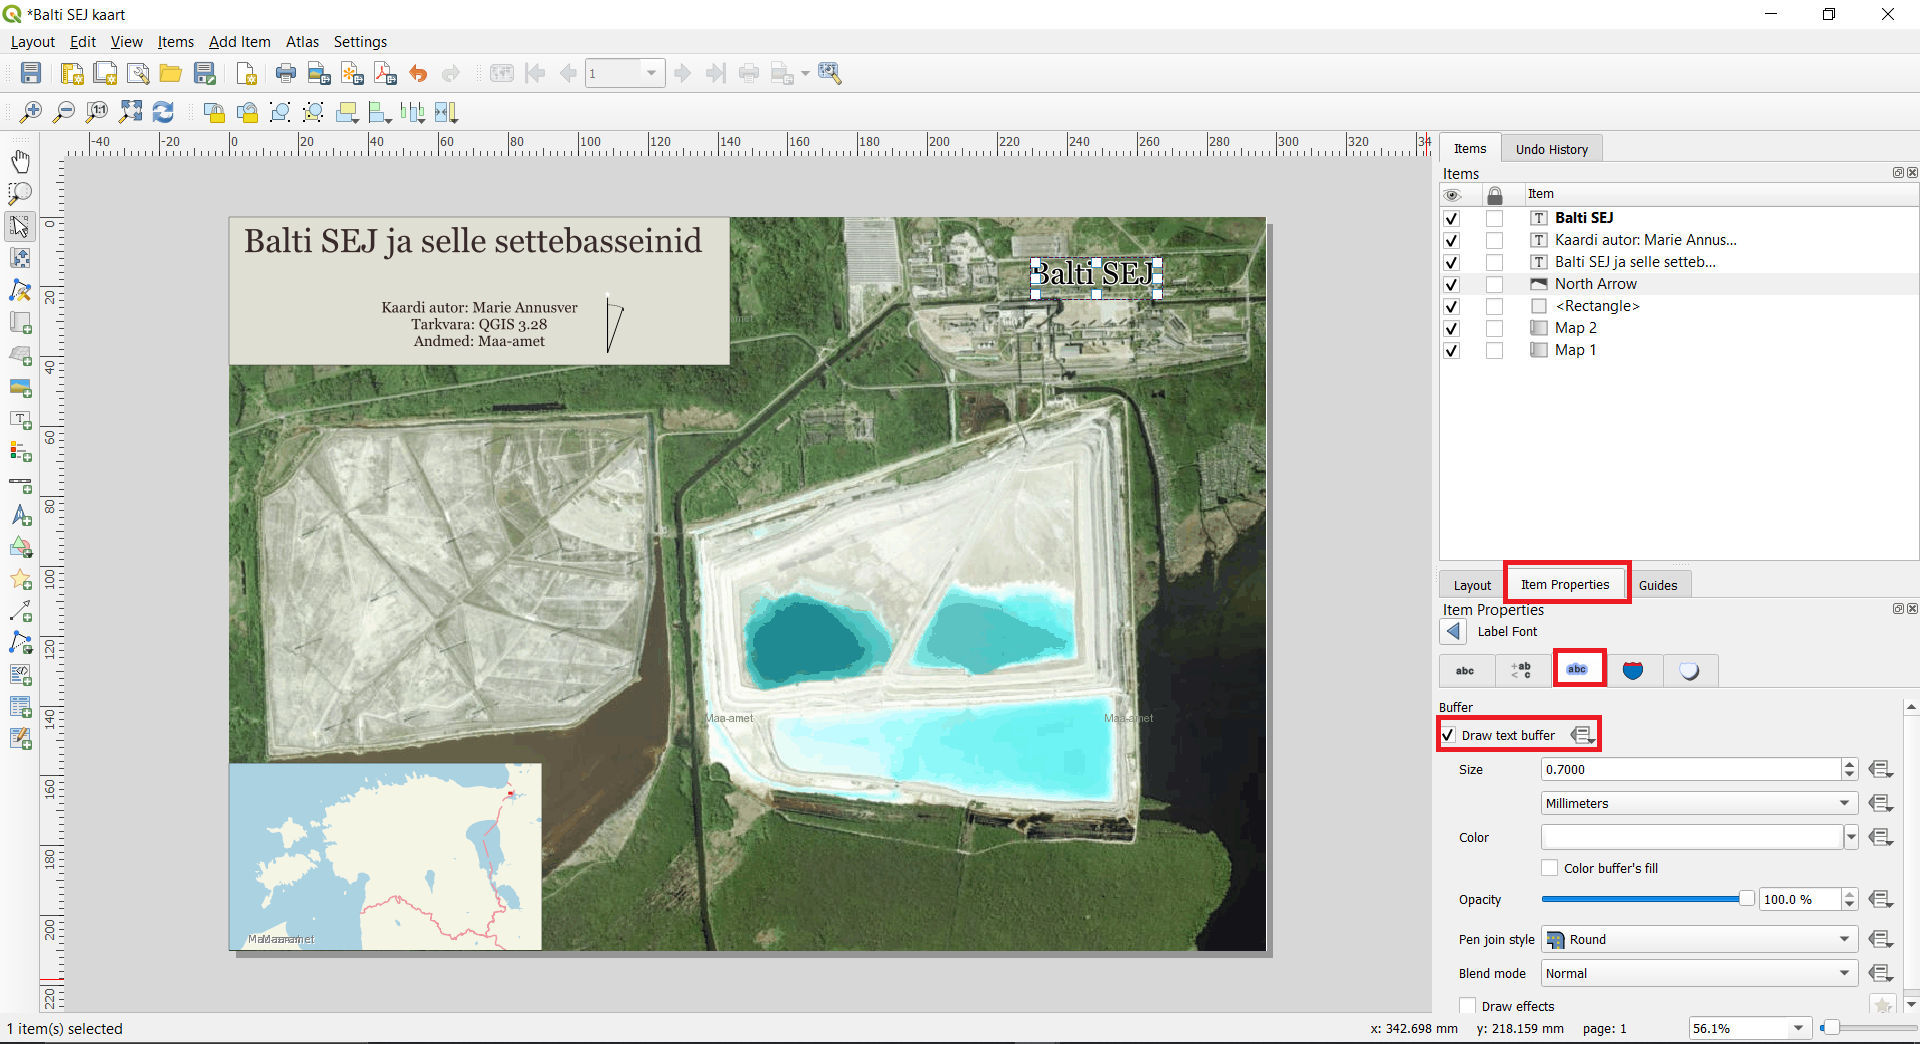 *Balti SEJ kaart
Layout Edit View Items Add Item Atlas Settings
1
1:1
-40 -20 0 20 40 60 80 100 120 140 160 180 200 220 240 260 280 300 320 34
0
20
40
60
80
100
120
140
160
180
200
220
Balti SEJ ja selle settebasseinid
Kaardi autor: Marie Annusver
Tarkvara: QGIS 3.28
Andmed: Maa-amet
Balti SEJ
Maa-amet
Maa-amet
Maa-amet
Items Undo History
Items
Item
Balti SEJ
Kaardi autor: Marie Annus...
Balti SEJ ja selle setteb...
North Arrow
<Rectangle>
Map 2
Map 1
Layout Item Properties Guides
Item Properties
Label Font
abc +ab < c abc
Buffer
Draw text buffer
Size 0.7000
Millimeters
Color
Color buffer's fill
Opacity 100.0 %
Pen join style Round
Blend mode Normal
Draw effects
1 item(s) selected x: 342.698 mm y: 218.159 mm page: 1 56.1%